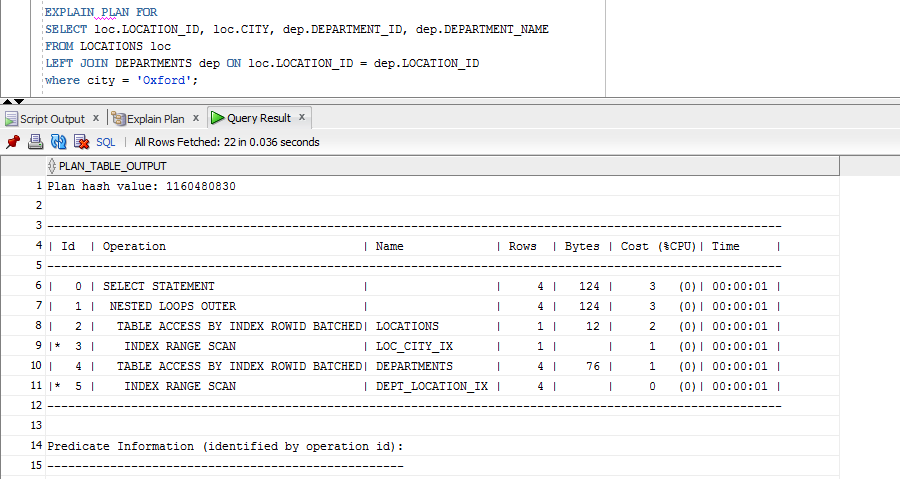 EXPLAIN PLAN FOR
SELECT loc.LOCATION_ID, loc.CITY, dep.DEPARTMENT_ID, dep.DEPARTMENT_NAME
FROM LOCATIONS loc
LEFT JOIN DEPARTMENTS dep ON loc.LOCATION_ID = dep.LOCATION_ID
where city = 'Oxford';
Script Output x Explain Plan x Query Result x
SQL | All Rows Fetched: 22 in 0.036 seconds
PLAN_TABLE_OUTPUT
1 Plan hash value: 1160480830
2
3 ----------------------------------------------------------------------------------------------------------
4 | Id  | Operation                            | Name             | Rows  | Bytes | Cost (%CPU)| Time     |
5 ----------------------------------------------------------------------------------------------------------
6 |   0 | SELECT STATEMENT                     |                  |     4 |   124 |     3   (0)| 00:00:01 |
7 |   1 |  NESTED LOOPS OUTER                  |                  |     4 |   124 |     3   (0)| 00:00:01 |
8 |   2 |   TABLE ACCESS BY INDEX ROWID BATCHED| LOCATIONS        |     1 |    12 |     2   (0)| 00:00:01 |
9 |*  3 |    INDEX RANGE SCAN                  | LOC_CITY_IX      |     1 |       |     1   (0)| 00:00:01 |
10 |   4 |   TABLE ACCESS BY INDEX ROWID BATCHED| DEPARTMENTS      |     4 |    76 |     1   (0)| 00:00:01 |
11 |*  5 |    INDEX RANGE SCAN                  | DEPT_LOCATION_IX |     4 |       |     0   (0)| 00:00:01 |
12 ----------------------------------------------------------------------------------------------------------
13
14 Predicate Information (identified by operation id):
15 ---------------------------------------------------